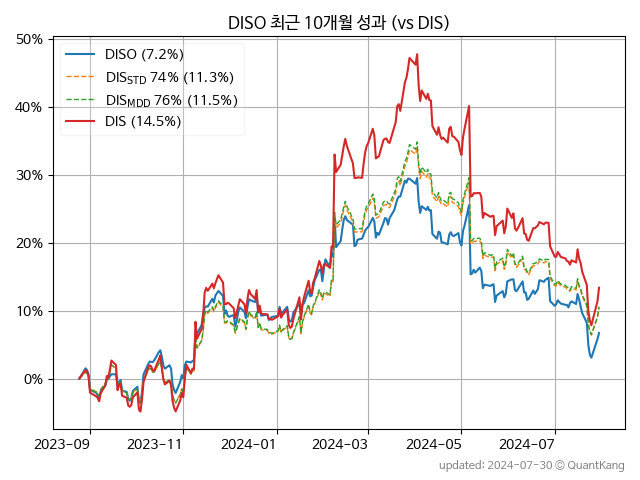 DISO 최근 10개월 성과 (vs DIS)
DISO (7.2%)
DISSTD 74% (11.3%)
DISMDD 76% (11.5%)
DIS (14.5%)
50%
40%
30%
20%
10%
0%
2023-09 2023-11 2024-01 2024-03 2024-05 2024-07
updated: 2024-07-30 © QuantKang